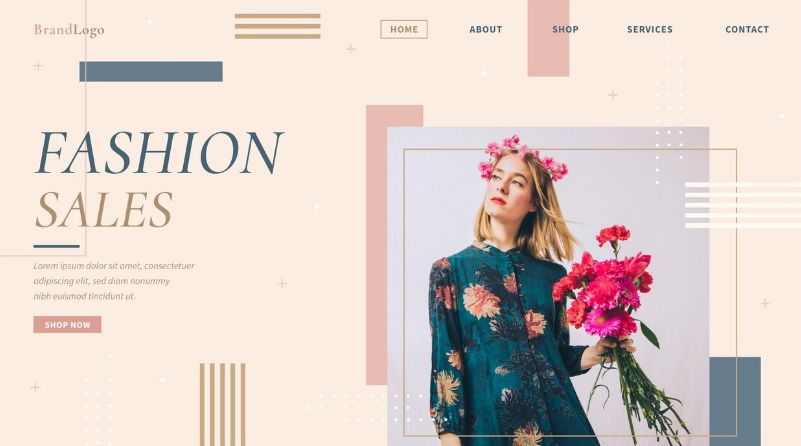 BrandLogo
HOME ABOUT SHOP SERVICES CONTACT
FASHION
SALES
Lorem ipsum dolor sit amet, consectetuer
adipiscing elit, sed diam nonummy
nibh euismod tincidunt ut.
SHOP NOW